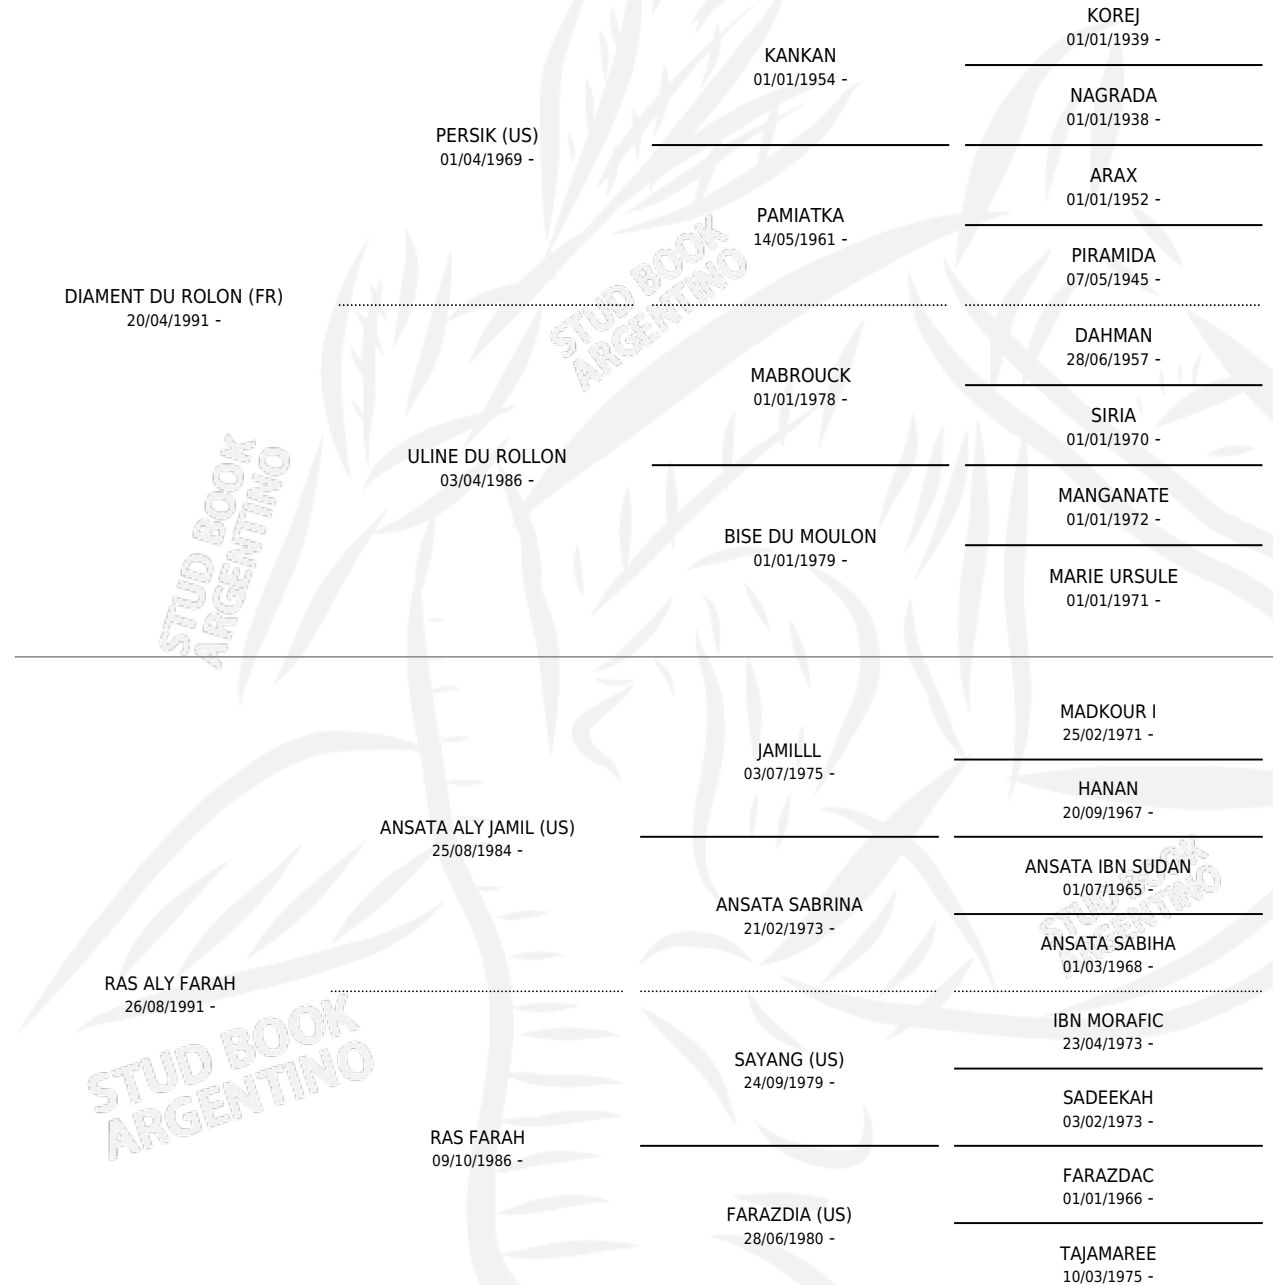 KOREJ
01/01/1939 -
KANKAN
01/01/1954 -
NAGRADA
01/01/1938 -
PERSIK (US)
01/04/1969 -
ARAX
01/01/1952 -
PAMIATKA
14/05/1961 -
PIRAMIDA
07/05/1945 -
DIAMENT DU ROLON (FR)
20/04/1991 -
DAHMAN
28/06/1957 -
MABROUCK
01/01/1978 -
SIRIA
01/01/1970 -
ULINE DU ROLLON
03/04/1986 -
MANGANATE
01/01/1972 -
BISE DU MOULON
01/01/1979 -
MARIE URSULE
01/01/1971 -
MADKOUR I
25/02/1971 -
JAMILLL
03/07/1975 -
HANAN
20/09/1967 -
ANSATA ALY JAMIL (US)
25/08/1984 -
ANSATA IBN SUDAN
01/07/1965 -
ANSATA SABRINA
21/02/1973 -
ANSATA SABIHA
01/03/1968 -
RAS ALY FARAH
26/08/1991 -
IBN MORAFIC
23/04/1973 -
SAYANG (US)
24/09/1979 -
SADEEKAH
03/02/1973 -
RAS FARAH
09/10/1986 -
FARAZDAC
01/01/1966 -
FARAZDIA (US)
28/06/1980 -
TAJAMAREE
10/03/1975 -
STUD BOOK
ARGENTINO
STUD BOOK
ARGENTINO
STUD BOOK
ARGENTINO
STUD BOOK
ARGENTINO